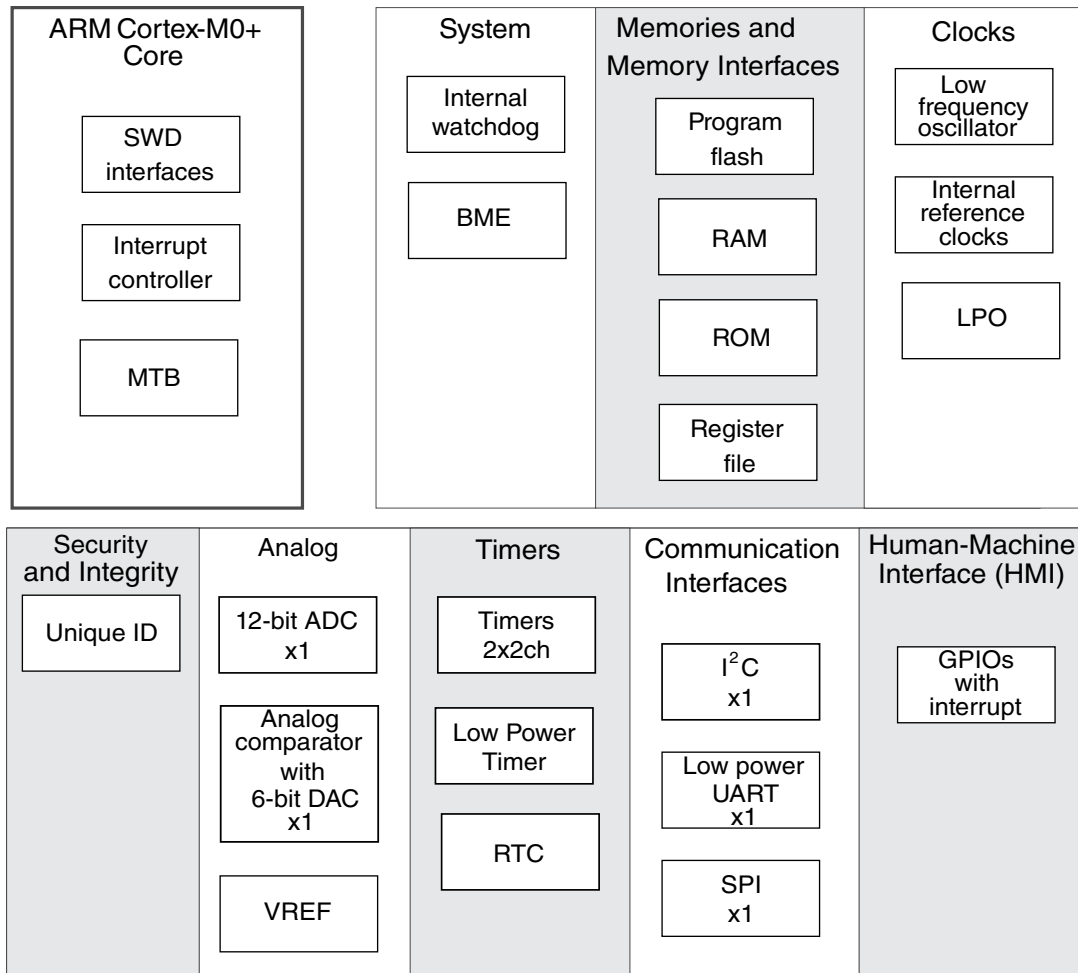 ARM Cortex-M0+
Core
SWD
interfaces
Interrupt
controller
MTB
System
Internal
watchdog
BME
Memories and
Memory Interfaces
Program
flash
RAM
ROM
Register
file
Clocks
Low
frequency
oscillator
Internal
reference
clocks
LPO
Security
and Integrity
Unique ID
Analog
12-bit ADC
x1
Analog
comparator
with
6-bit DAC
x1
VREF
Timers
Timers
2x2ch
Low Power
Timer
RTC
Communication
Interfaces
I²C
x1
Low power
UART
x1
SPI
x1
Human-Machine
Interface (HMI)
GPIOs
with
interrupt